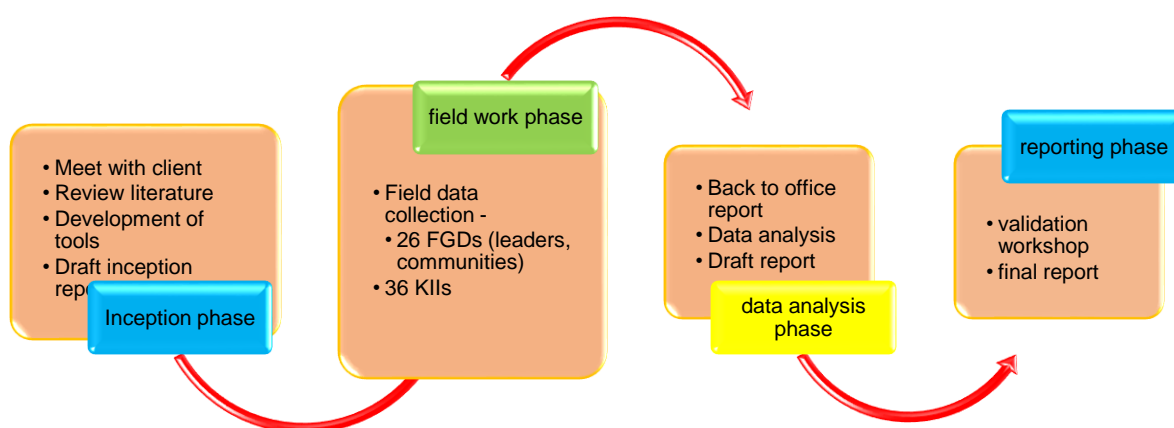 • Meet with client
• Review literature
• Development of
tools
• Draft inception
Inception phase
field work phase
• Field data
collection -
• 26 FGDs (leaders,
communities)
• 36 KIIs
• Back to office
report
• Data analysis
• Draft report
data analysis
phase
reporting phase
• validation
workshop
• final report